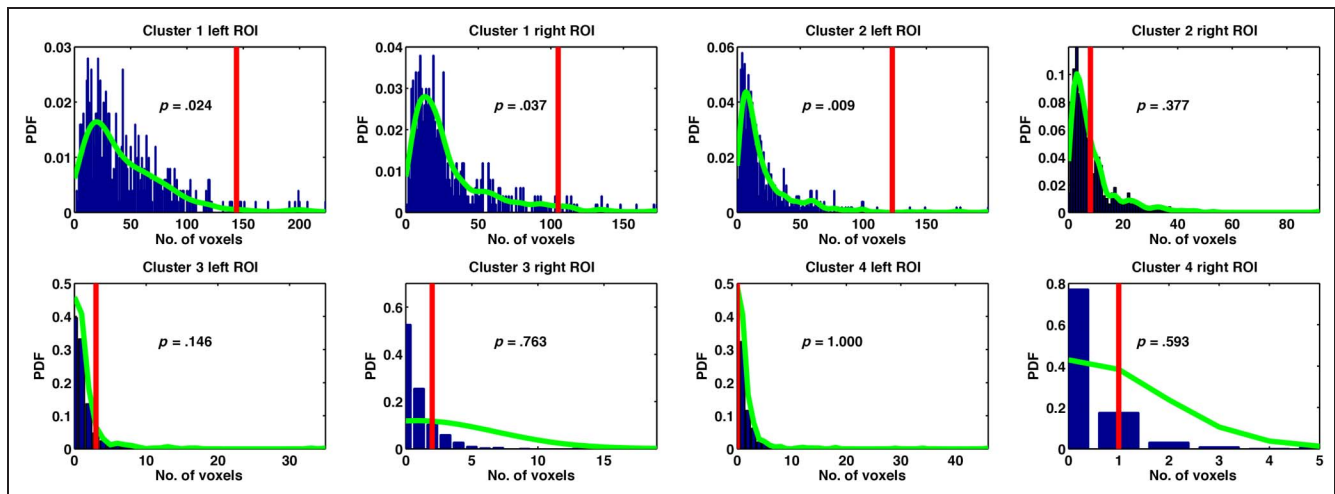 Cluster 1 left ROI
0.03
0.02
0.01
0
PDF
p = .024
0 50 100 150 200
No. of voxels
Cluster 1 right ROI
0.04
0.03
0.02
0.01
0
PDF
p = .037
0 50 100 150
No. of voxels
Cluster 2 left ROI
0.06
0.04
0.02
0
PDF
p = .009
0 50 100 150
No. of voxels
Cluster 2 right ROI
0.1
0.08
0.06
0.04
0.02
0
PDF
p = .377
0 20 40 60 80
No. of voxels
Cluster 3 left ROI
0.5
0.4
0.3
0.2
0.1
0
PDF
p = .146
0 10 20 30
No. of voxels
Cluster 3 right ROI
0.6
0.4
0.2
0
PDF
p = .763
0 5 10 15
No. of voxels
Cluster 4 left ROI
0.5
0.4
0.3
0.2
0.1
0
PDF
p = 1.000
0 10 20 30 40
No. of voxels
Cluster 4 right ROI
0.8
0.6
0.4
0.2
0
PDF
p = .593
0 1 2 3 4 5
No. of voxels